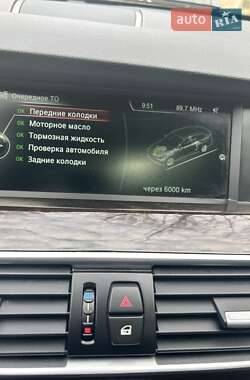 AUTO RIA
Очередное ТО
OK Передние колодки
9:51
89.7 MHz
OK Моторное масло
OK Тормозная жидкость
OK Проверка автомобиля
OK Задние колодки
через 6000 km